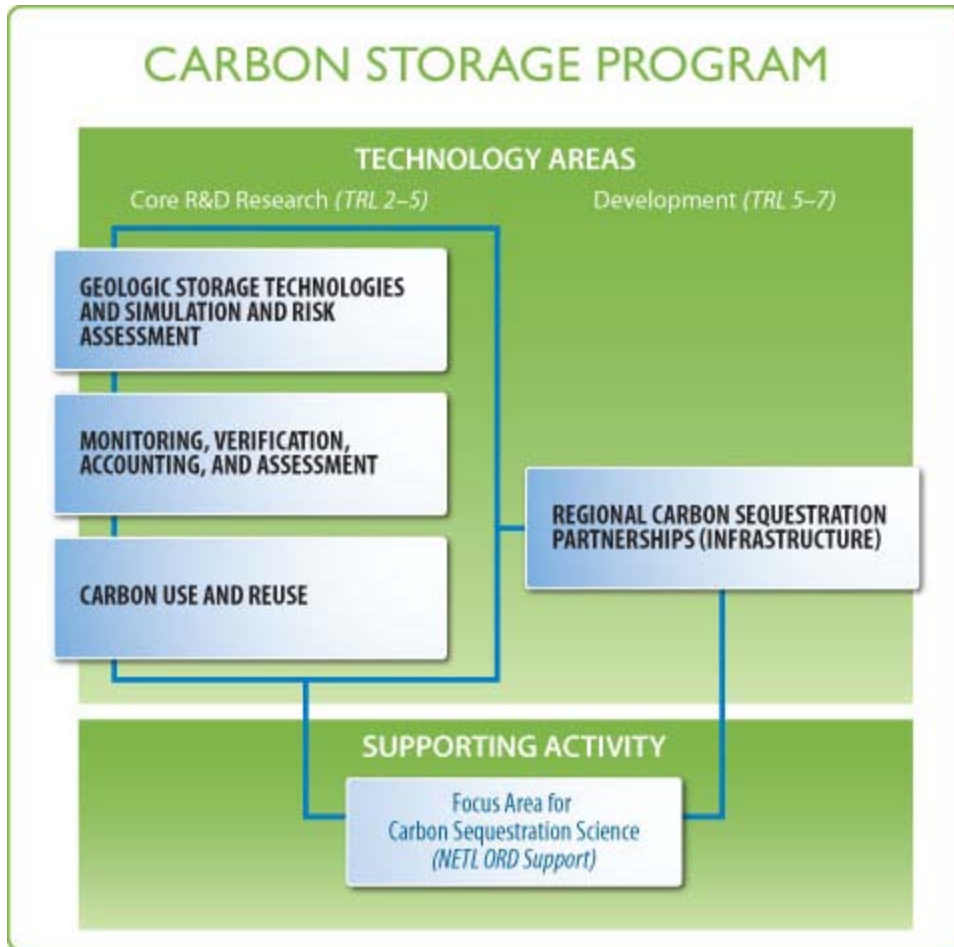 CARBON STORAGE PROGRAM
TECHNOLOGY AREAS
Core R&D Research (TRL 2–5)
Development (TRL 5–7)
GEOLOGIC STORAGE TECHNOLOGIES
AND SIMULATION AND RISK
ASSESSMENT
MONITORING, VERIFICATION,
ACCOUNTING, AND ASSESSMENT
CARBON USE AND REUSE
REGIONAL CARBON SEQUESTRATION
PARTNERSHIPS (INFRASTRUCTURE)
SUPPORTING ACTIVITY
Focus Area for
Carbon Sequestration Science
(NETL ORD Support)